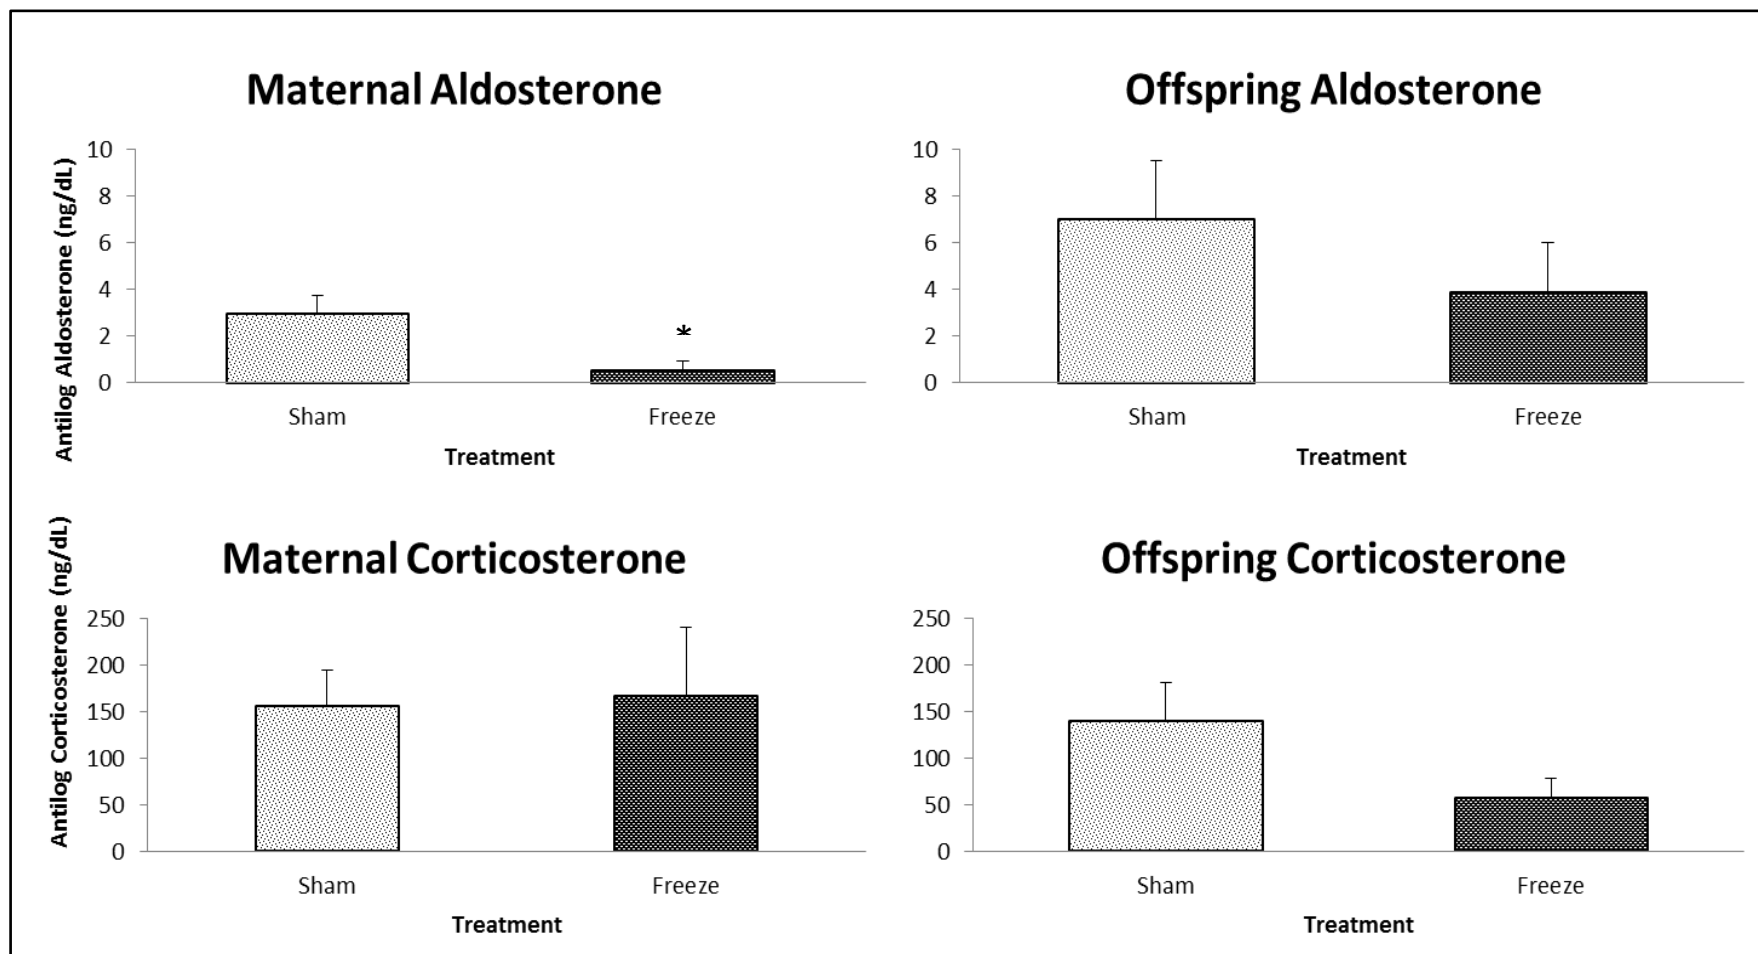 Maternal Aldosterone
Antilog Aldosterone (ng/dL)
10
8
6
4
2
0
*
Sham
Freeze
Treatment
Offspring Aldosterone
10
8
6
4
2
0
Sham
Freeze
Treatment
Maternal Corticosterone
Antilog Corticosterone (ng/dL)
250
200
150
100
50
0
Sham
Freeze
Treatment
Offspring Corticosterone
250
200
150
100
50
0
Sham
Freeze
Treatment